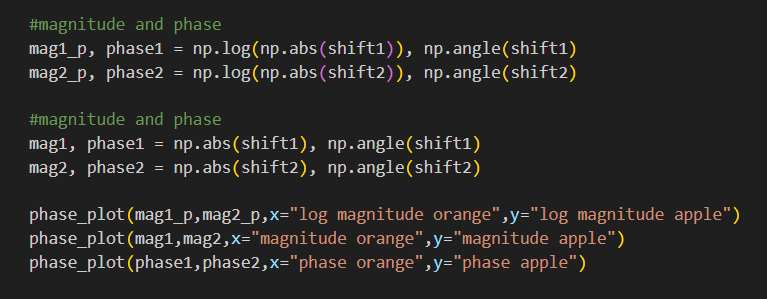 #magnitude and phase
mag1_p, phase1 = np.log(np.abs(shift1)), np.angle(shift1)
mag2_p, phase2 = np.log(np.abs(shift2)), np.angle(shift2)
#magnitude and phase
mag1, phase1 = np.abs(shift1), np.angle(shift1)
mag2, phase2 = np.abs(shift2), np.angle(shift2)
phase_plot(mag1_p,mag2_p,x="log magnitude orange",y="log magnitude apple")
phase_plot(mag1,mag2,x="magnitude orange",y="magnitude apple")
phase_plot(phase1,phase2,x="phase orange",y="phase apple")